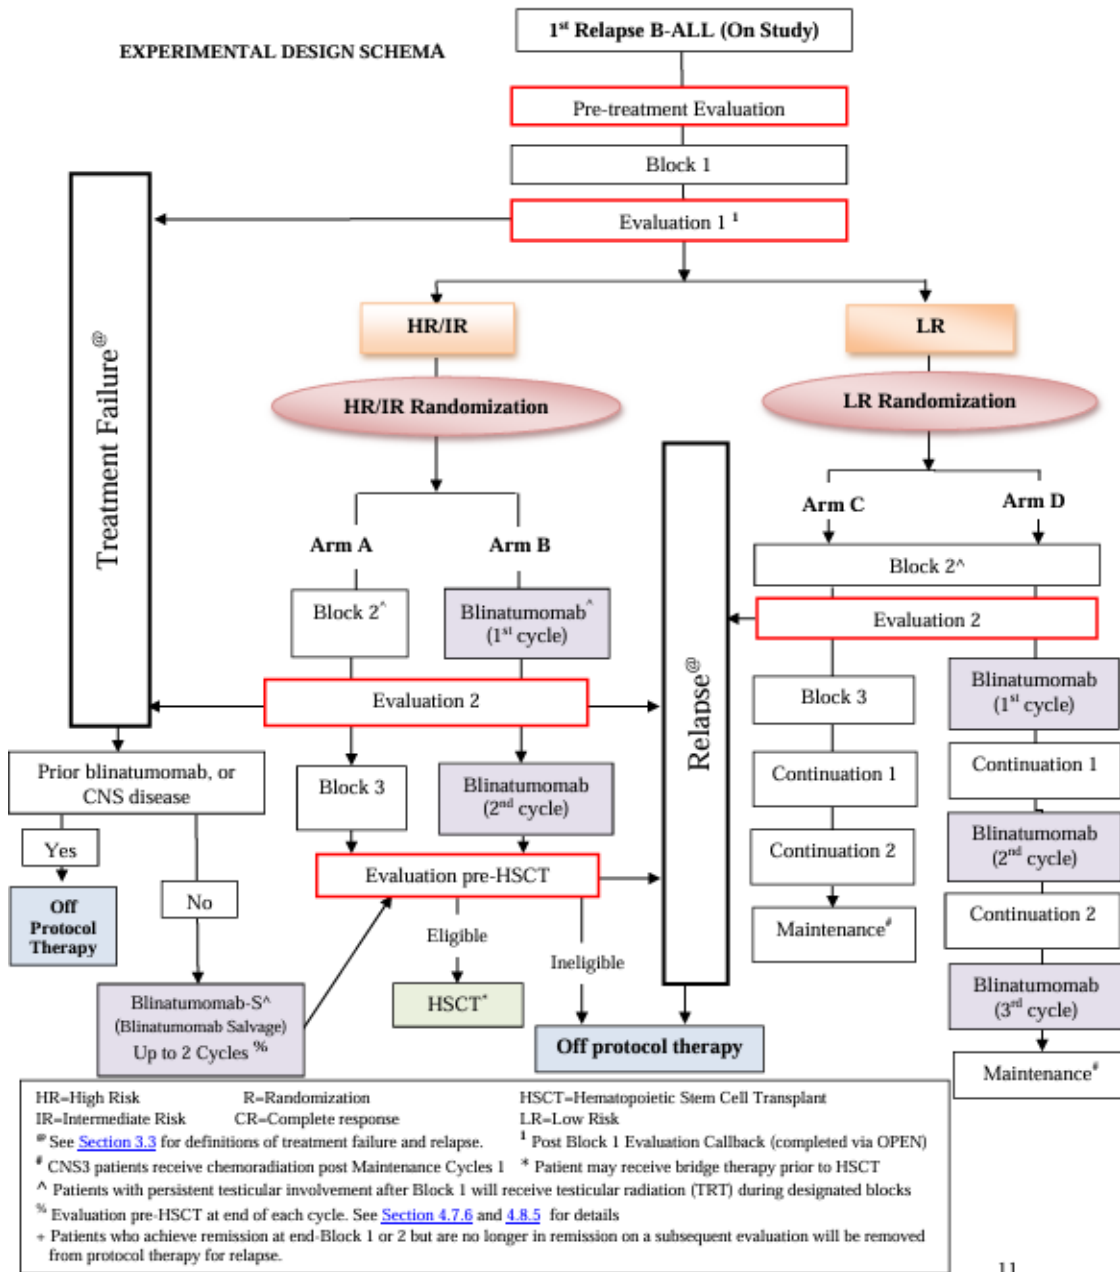 1st Relapse B-ALL (On Study)
EXPERIMENTAL DESIGN SCHEMA
Pre-treatment Evaluation
Block 1
Evaluation 1 1
Treatment Failure@
HR/IR
LR
HR/IR Randomization
LR Randomization
Arm A
Arm B
Arm C
Arm D
Block 2^
Blinatumomab^
(1st cycle)
Block 2^
Evaluation 2
Evaluation 2
Relapse@
Block 3
Blinatumomab
(2nd cycle)
Block 3
Blinatumomab
(1st cycle)
Continuation 1
Continuation 1
Prior blinatumomab, or
CNS disease
Yes
No
Off
Protocol
Therapy
Evaluation pre-HSCT
Continuation 2
Blinatumomab
(2nd cycle)
Eligible
Ineligible
Maintenance#
Continuation 2
Blinatumomab-S^
(Blinatumomab Salvage)
Up to 2 Cycles %
HSCT*
Off protocol therapy
Blinatumomab
(3rd cycle)
Maintenance#
HR=High Risk R=Randomization HSCT=Hematopoietic Stem Cell Transplant
IR=Intermediate Risk CR=Complete response LR=Low Risk
@ See Section 3.3 for definitions of treatment failure and relapse. 1 Post Block 1 Evaluation Callback (completed via OPEN)
# CNS3 patients receive chemoradiation post Maintenance Cycles 1 * Patient may receive bridge therapy prior to HSCT
^ Patients with persistent testicular involvement after Block 1 will receive testicular radiation (TRT) during designated blocks
% Evaluation pre-HSCT at end of each cycle. See Section 4.7.6 and 4.8.5 for details
+ Patients who achieve remission at end-Block 1 or 2 but are no longer in remission on a subsequent evaluation will be removed
from protocol therapy for relapse.
11